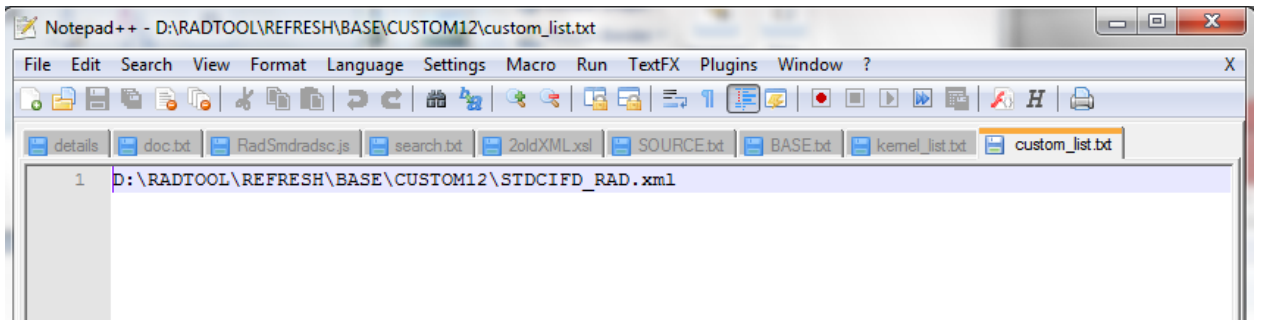 Notepad++ - D:\RADTOOL\REFRESH\BASE\CUSTOM12\custom_list.txt
File Edit Search View Format Language Settings Macro Run TextFX Plugins Window ? X
details doc.txt RadSmdradsc.js search.txt 2oldXML.xsl SOURCE.txt BASE.txt kernel_list.txt custom_list.txt
1 D:\RADTOOL\REFRESH\BASE\CUSTOM12\STDCIFD_RAD.xml